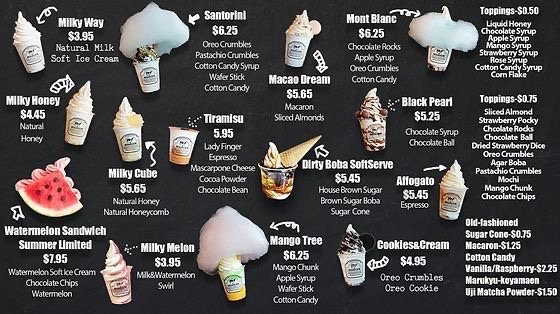 Milky Way
$3.95
Natural Milk
Soft Ice Cream
Santorini
$6.25
Oreo Crumbles
Pastachio Crumbles
Cotton Candy Syrup
Wafer Stick
Cotton Candy
Macao Dream
$5.65
Macaron
Sliced Almonds
Mont Blanc
$6.25
Chocolate Rocks
Apple Syrup
Oreo Crumbles
Cotton Candy
Toppings-$0.50
Liquid Honey
Chocolate Syrup
Apple Syrup
Mango Syrup
Strawberry Syrup
Rose Syrup
Cotton Candy Syrup
Corn Flake
Milky Honey
$4.45
Natural
Honey
Milky Cube
$5.65
Natural Honey
Natural Honeycomb
Tiramisu
5.95
Lady Finger
Espresso
Mascarpone Cheese
Cocoa Powder
Chocolate Bean
Dirty Boba SoftServe
$5.45
House Brown Sugar
Brown Sugar Boba
Sugar Cone
Black Pearl
$5.25
Chocolate Syrup
Chocolate Ball
Affogato
$5.45
Espresso
Toppings-$0.75
Sliced Almond
Strawberry Pocky
Choclate Rocks
Chocolate Ball
Dried Strawberry Dice
Oreo Crumbles
Agar Boba
Pastachio Crumbles
Mochi
Mango Chunk
Chocolate Chips
Watermelon Sandwich
Summer Limited
$7.95
Watermelon Soft Ice Cream
Chocolate Chips
Watermelon
Milky Melon
$3.95
Milk&Watermelon
Swirl
Mango Tree
$6.25
Mango Chunk
Apple Syrup
Wafer Stick
Cotton Candy
Cookies&Cream
$4.95
Oreo Crumbles
Oreo Cookie
Old-fashioned
Sugar Cone-$0.75
Macaron-$1.25
Cotton Candy
Vanilla/Raspberry-$2.25
Marukyu-koyamaen
Uji Matcha Powder-$1.50